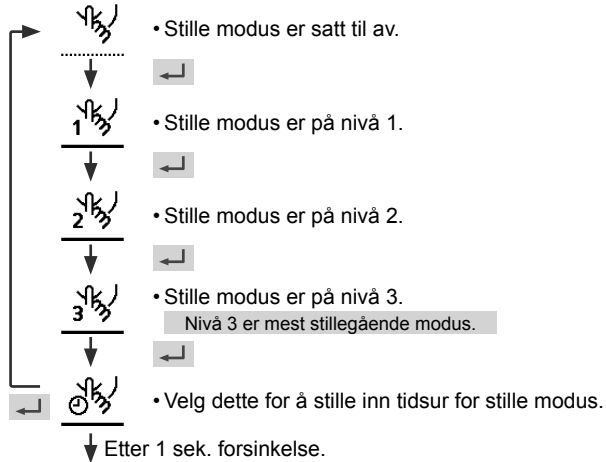 • Stille modus er satt til av.
1
• Stille modus er på nivå 1.
2
• Stille modus er på nivå 2.
3
• Stille modus er på nivå 3.
Nivå 3 er mest stillegående modus.
• Velg dette for å stille inn tidsur for stille modus.
Etter 1 sek. forsinkelse.